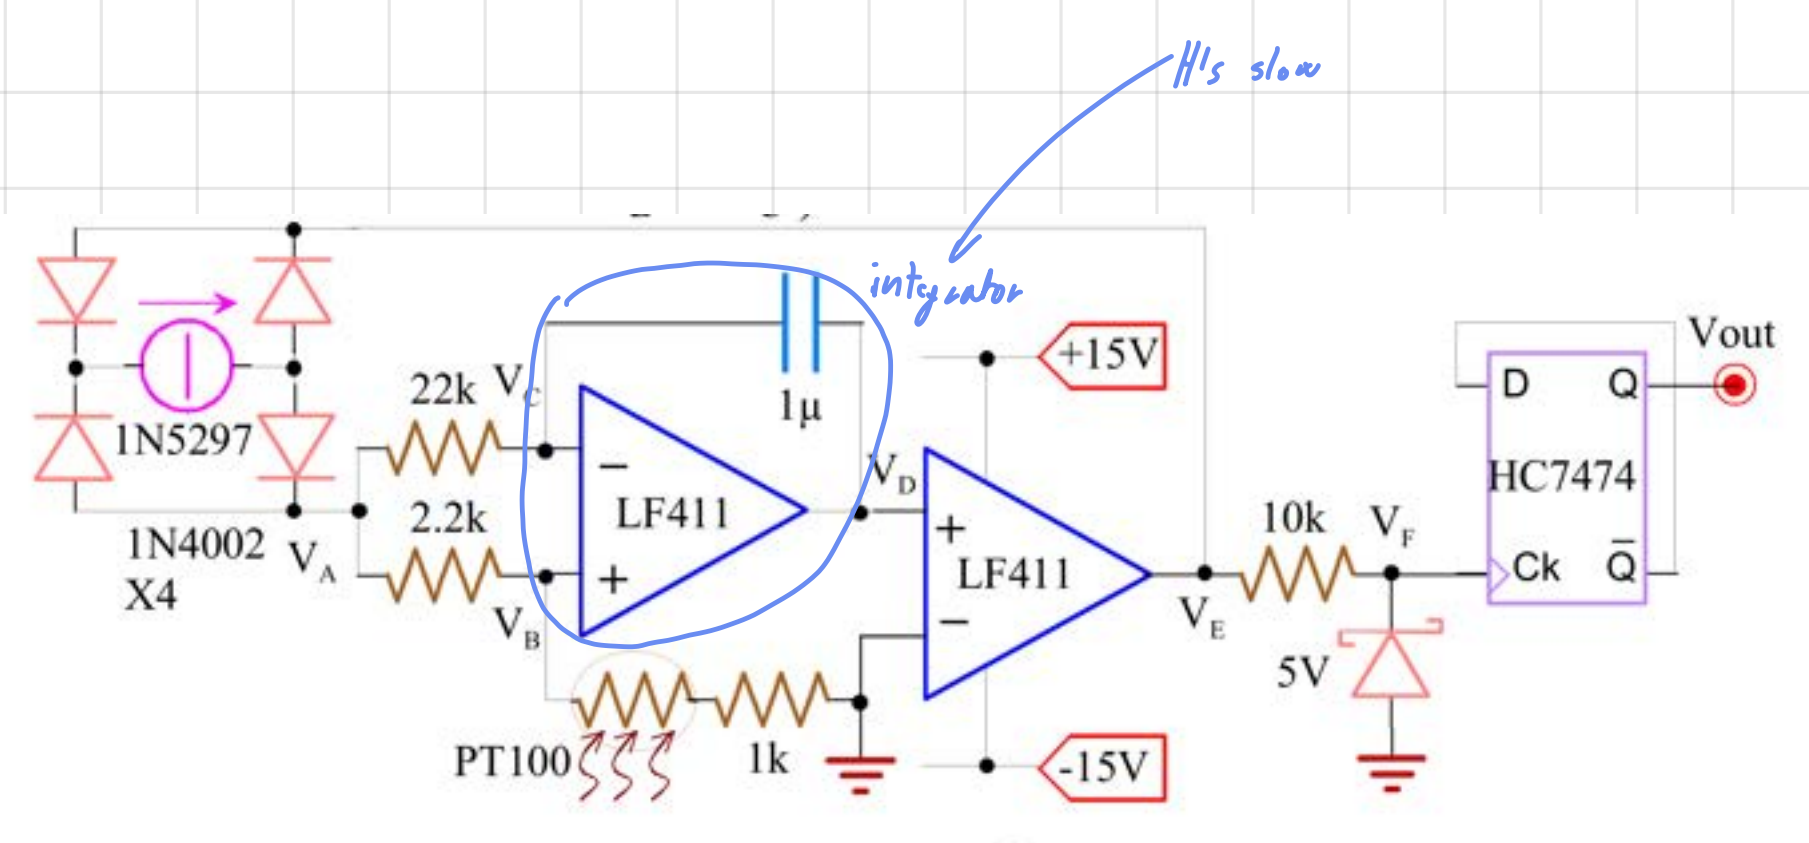 It's slow
integrator
+15V
Vout
22k
VC
1μ
D Q
1N5297
VD
HC7474
LF411
2.2k
10k
VF
1N4002
X4
VA
−
+
LF411
+
−
Ck Q̄
VB
VE
5V
PT100
1k
-15V